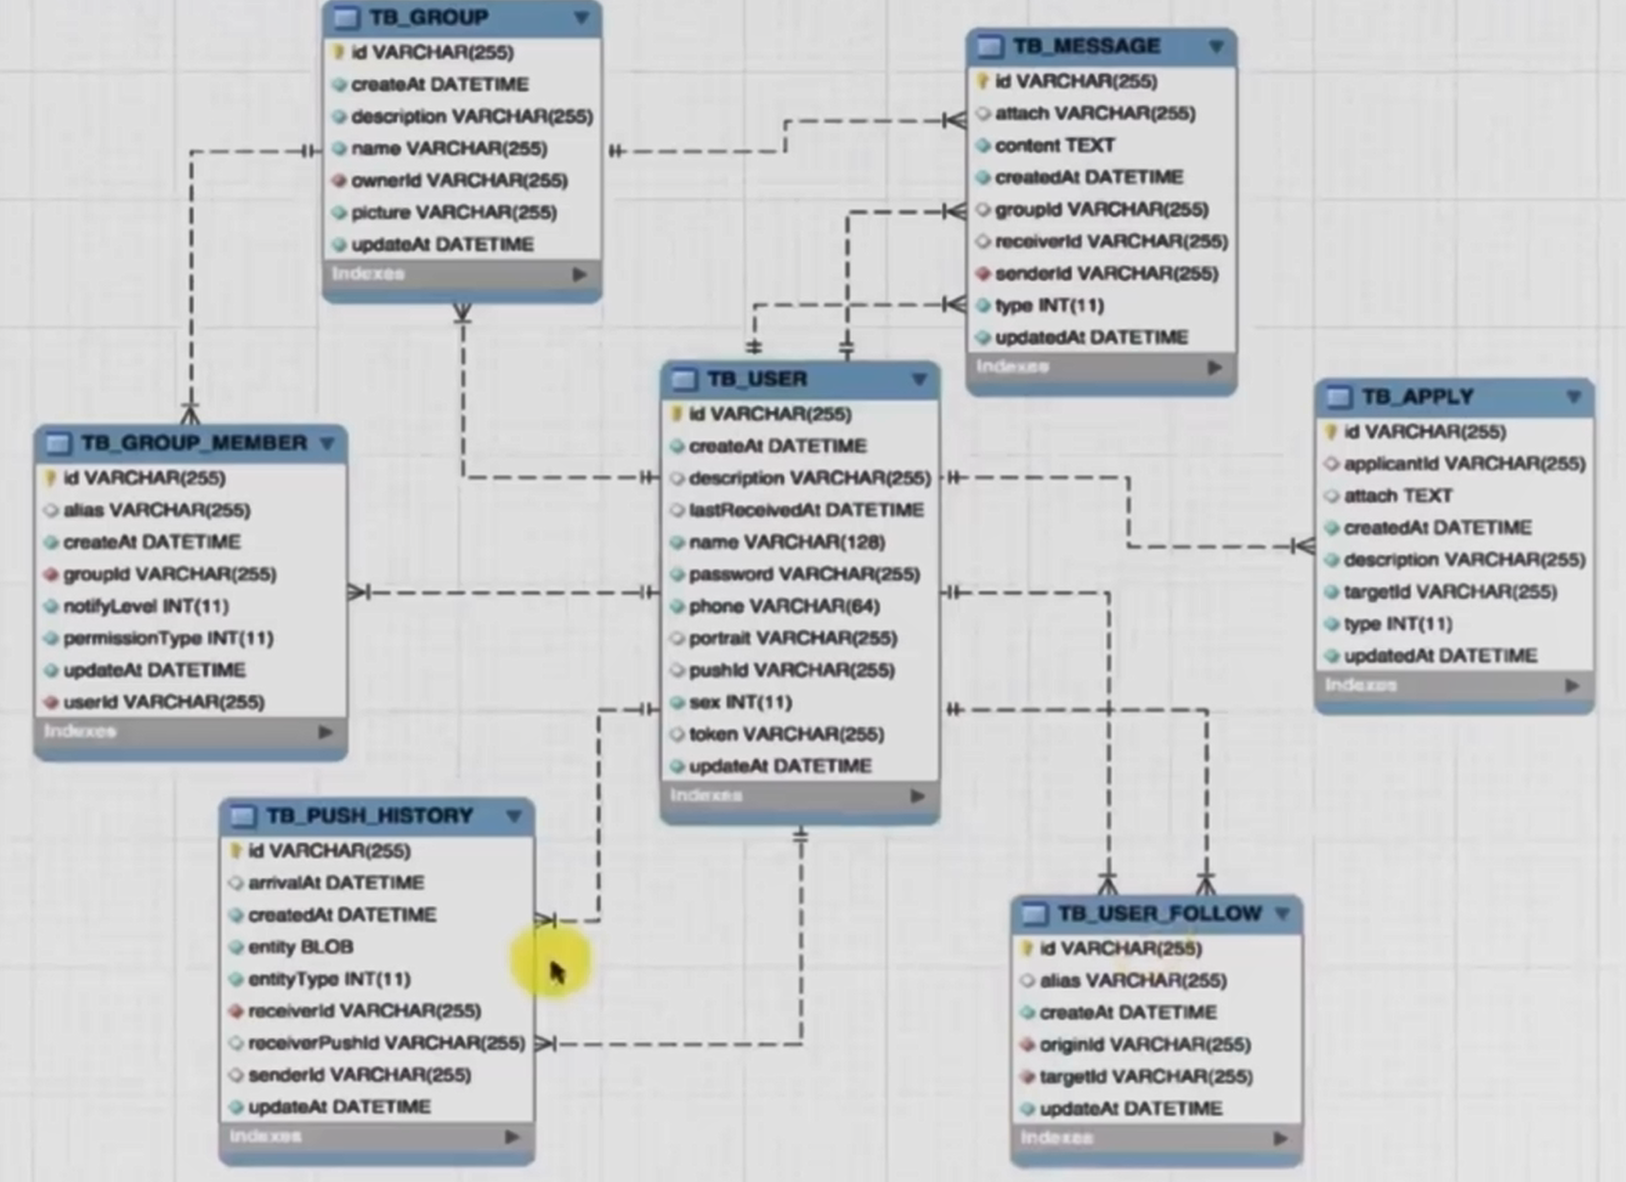 TB_GROUP
id VARCHAR(255)
createAt DATETIME
description VARCHAR(255)
name VARCHAR(255)
ownerId VARCHAR(255)
picture VARCHAR(255)
updateAt DATETIME
Indexes
TB_MESSAGE
id VARCHAR(255)
attach VARCHAR(255)
content TEXT
createdAt DATETIME
groupId VARCHAR(255)
receiverId VARCHAR(255)
senderId VARCHAR(255)
type INT(11)
updatedAt DATETIME
Indexes
TB_USER
id VARCHAR(255)
createAt DATETIME
description VARCHAR(255)
lastReceivedAt DATETIME
name VARCHAR(128)
password VARCHAR(255)
phone VARCHAR(64)
portrait VARCHAR(255)
pushId VARCHAR(255)
sex INT(11)
token VARCHAR(255)
updateAt DATETIME
Indexes
TB_APPLY
id VARCHAR(255)
applicantId VARCHAR(255)
attach TEXT
createdAt DATETIME
description VARCHAR(255)
targetId VARCHAR(255)
type INT(11)
updatedAt DATETIME
Indexes
TB_GROUP_MEMBER
id VARCHAR(255)
alias VARCHAR(255)
createAt DATETIME
groupId VARCHAR(255)
notifyLevel INT(11)
permissionType INT(11)
updateAt DATETIME
userId VARCHAR(255)
Indexes
TB_PUSH_HISTORY
id VARCHAR(255)
arrivalAt DATETIME
createdAt DATETIME
entity BLOB
entityType INT(11)
receiverId VARCHAR(255)
receiverPushId VARCHAR(255)
senderId VARCHAR(255)
updateAt DATETIME
Indexes
TB_USER_FOLLOW
id VARCHAR(255)
alias VARCHAR(255)
createAt DATETIME
originId VARCHAR(255)
targetId VARCHAR(255)
updateAt DATETIME
Indexes